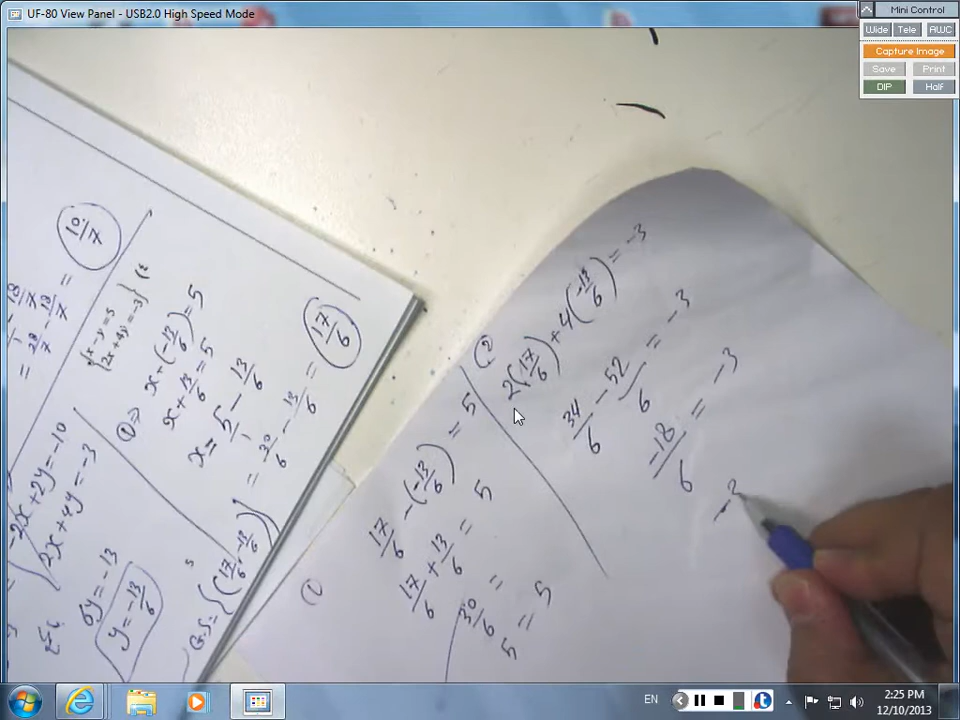 UF-80 View Panel - USB2.0 High Speed Mode
Mini Control
Wide Tele AWC
Capture Image
Save Print
DIP Half
10/7
{x-y=5
{2x+4y=-3
-2x+2y=-10
2x+4y=-3
6y=-13
y=-13/6
①⇒ x-(-13/6)=5
x+13/6=5
x=5/1-13/6
=30/6-13/6=
17/6
①
17/6-(-13/6)=5
17/6+13/6=5
30/6=
5=5
②
2(17/6)+4(-13/6)=-3
34/6-52/6=-3
-18/6=-3
EN
2:25 PM
12/10/2013